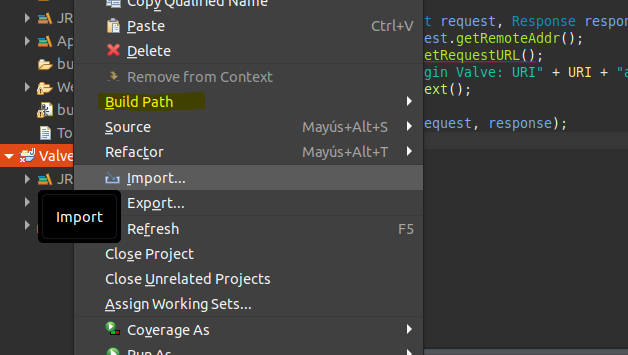 Copy Qualified Name
Paste Ctrl+V
Delete
Remove from Context
Build Path
Source Mayús+Alt+S
Refactor Mayús+Alt+T
Import...
Export...
Refresh F5
Close Project
Close Unrelated Projects
Assign Working Sets...
Coverage As
Run As
JR
Ap
bu
We
bu
To
Valve
JR
Import
t request, Response respon
est.getRemoteAddr();
etRequestURL();
gin Valve: URI" + URI + "a
ext();
equest, response);